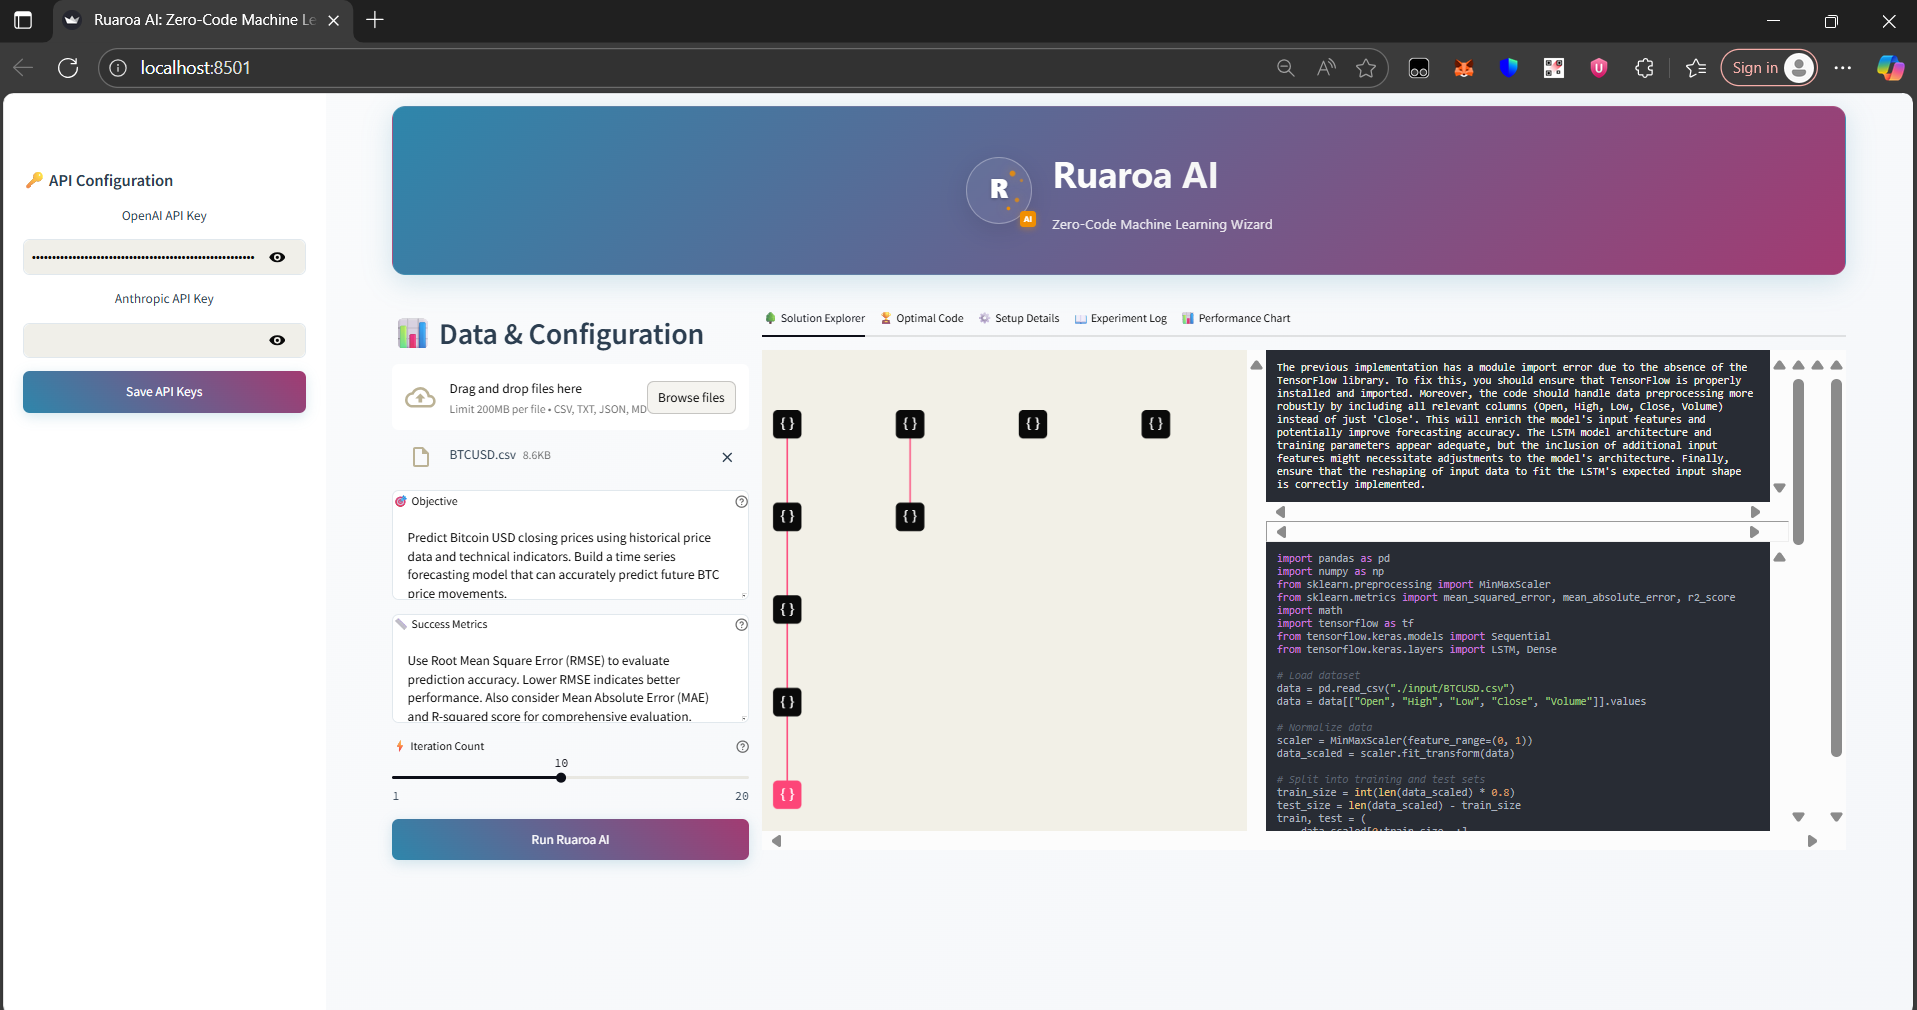 Ruaroa AI: Zero-Code Machine Le
localhost:8501
Sign in
🔑 API Configuration
OpenAI API Key
Anthropic API Key
Save API Keys
R
AI
Ruaroa AI
Zero-Code Machine Learning Wizard
Data & Configuration
Drag and drop files here
Limit 200MB per file • CSV, TXT, JSON, MD
Browse files
BTCUSD.csv 8.6KB
Objective
Predict Bitcoin USD closing prices using historical price
data and technical indicators. Build a time series
forecasting model that can accurately predict future BTC
price movements.
Success Metrics
Use Root Mean Square Error (RMSE) to evaluate
prediction accuracy. Lower RMSE indicates better
performance. Also consider Mean Absolute Error (MAE)
and R-squared score for comprehensive evaluation.
Iteration Count
10
1
20
Run Ruaroa AI
Solution Explorer
Optimal Code
Setup Details
Experiment Log
Performance Chart
{ }
{ }
{ }
{ }
{ }
{ }
{ }
{ }
{ }
The previous implementation has a module import error due to the absence of the
TensorFlow library. To fix this, you should ensure that TensorFlow is properly
installed and imported. Moreover, the code should handle data preprocessing more
robustly by including all relevant columns (Open, High, Low, Close, Volume)
instead of just 'Close'. This will enrich the model's input features and
potentially improve forecasting accuracy. The LSTM model architecture and
training parameters appear adequate, but the inclusion of additional input
features might necessitate adjustments to the model's architecture. Finally,
ensure that the reshaping of input data to fit the LSTM's expected input shape
is correctly implemented.
import pandas as pd
import numpy as np
from sklearn.preprocessing import MinMaxScaler
from sklearn.metrics import mean_squared_error, mean_absolute_error, r2_score
import math
import tensorflow as tf
from tensorflow.keras.models import Sequential
from tensorflow.keras.layers import LSTM, Dense
# Load dataset
data = pd.read_csv("./input/BTCUSD.csv")
data = data[["Open", "High", "Low", "Close", "Volume"]].values
# Normalize data
scaler = MinMaxScaler(feature_range=(0, 1))
data_scaled = scaler.fit_transform(data)
# Split into training and test sets
train_size = int(len(data_scaled) * 0.8)
test_size = len(data_scaled) - train_size
train, test = (